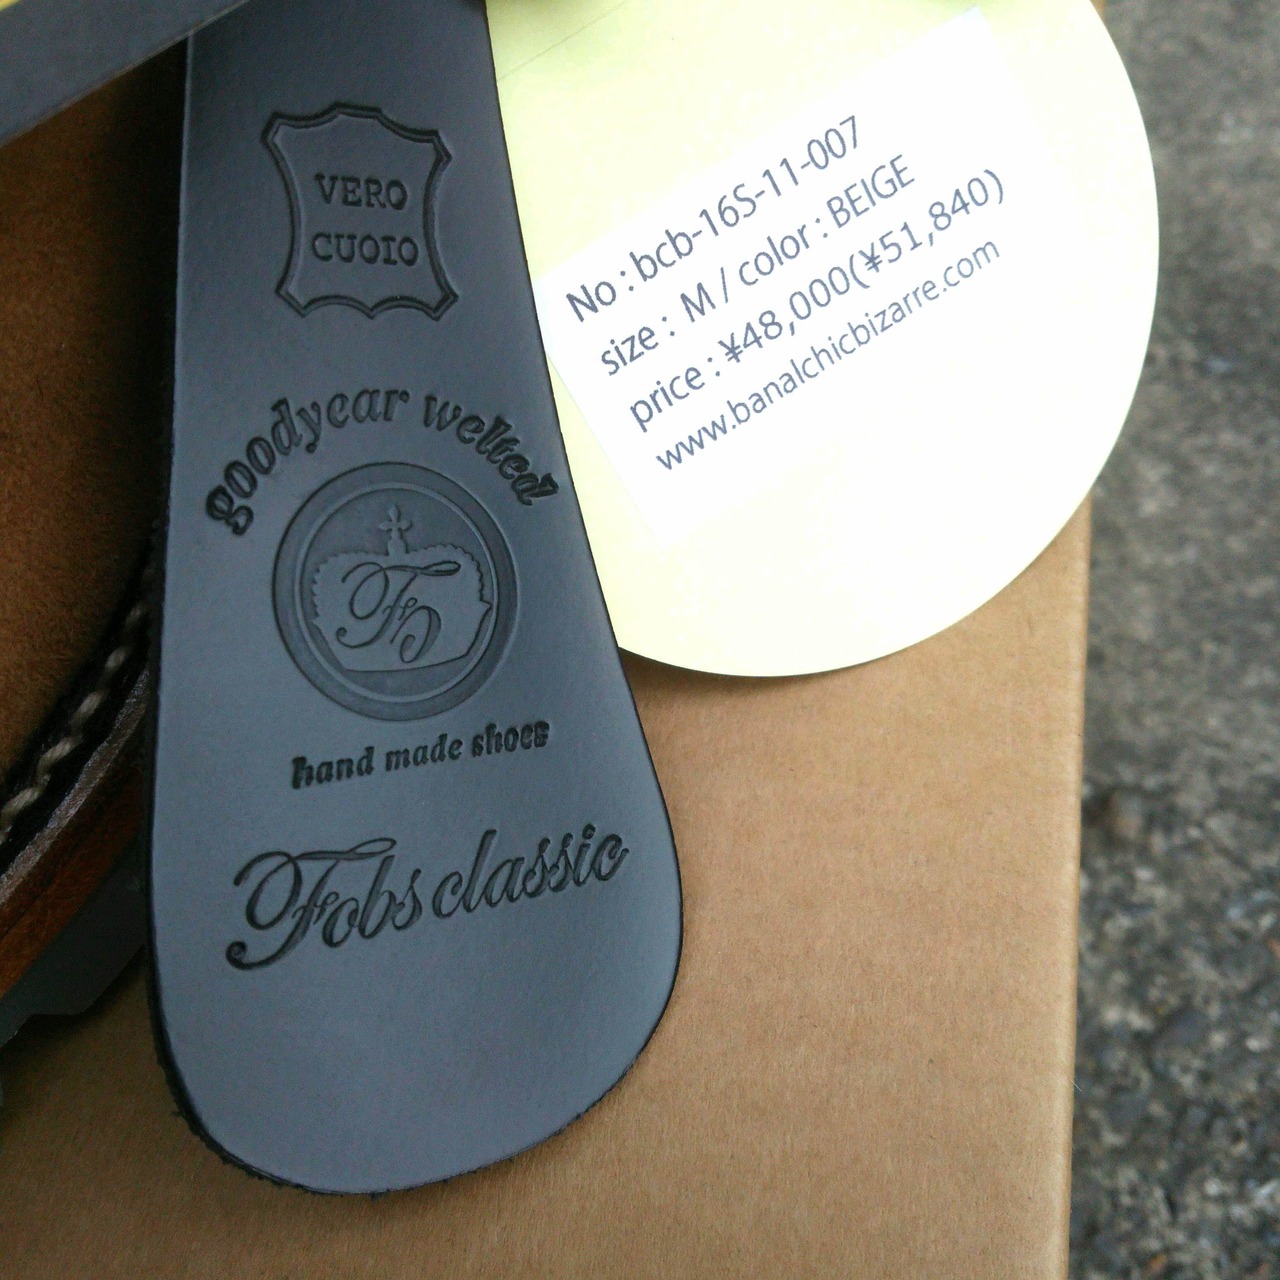 VERO
CUOIO
goodyear welted
Fh
hand made shoes
Fobs classic
No : bcb-16S-11-007
size : M / color : BEIGE
price : ¥48,000(¥51,840)
www.banalchicbizarre.com